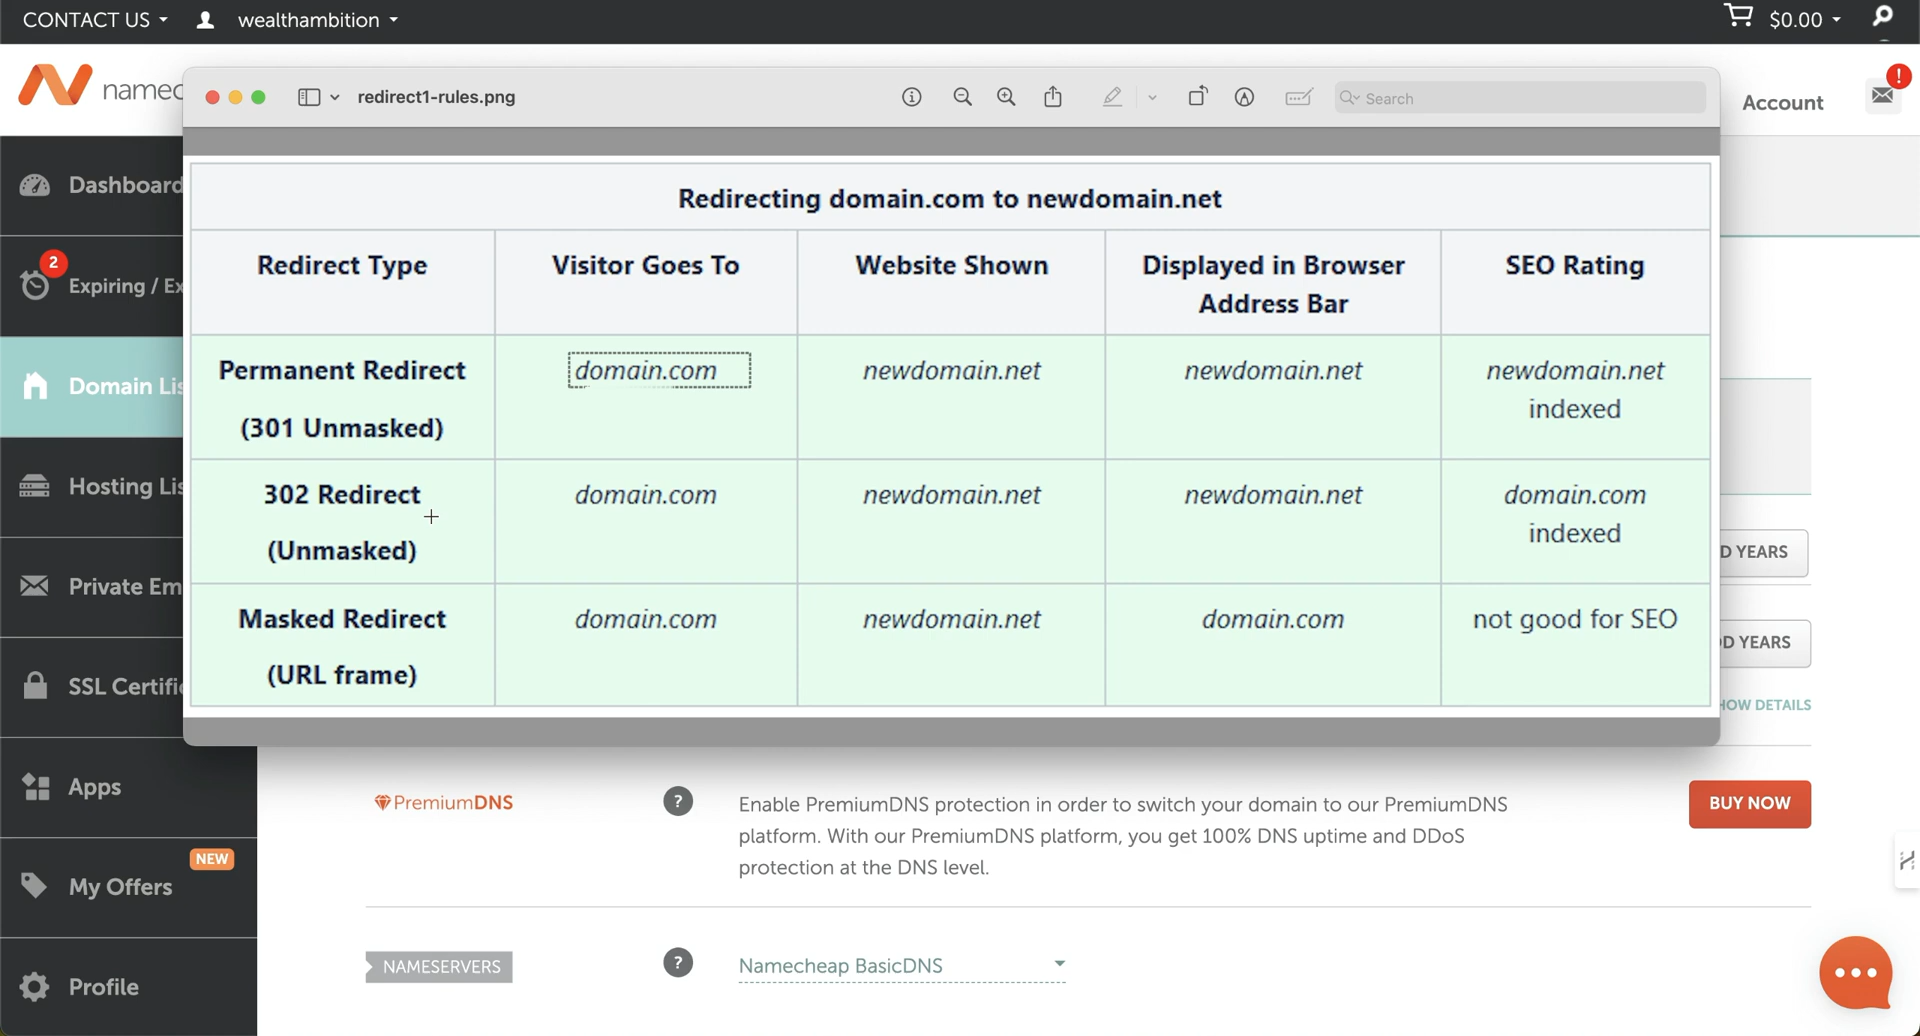 CONTACT US
wealthambition
$0.00
namec
redirect1-rules.png
Search
Account
!
Dashboard
2
Expiring / Ex
Domain Lis
Hosting Lis
Private Em
SSL Certific
Apps
NEW
My Offers
Profile
Redirecting domain.com to newdomain.net
Redirect Type
Visitor Goes To
Website Shown
Displayed in Browser
Address Bar
SEO Rating
Permanent Redirect
(301 Unmasked)
domain.com
newdomain.net
newdomain.net
newdomain.net
indexed
302 Redirect
(Unmasked)
domain.com
newdomain.net
newdomain.net
domain.com
indexed
Masked Redirect
(URL frame)
domain.com
newdomain.net
domain.com
not good for SEO
D YEARS
DD YEARS
HOW DETAILS
PremiumDNS
?
Enable PremiumDNS protection in order to switch your domain to our PremiumDNS
platform. With our PremiumDNS platform, you get 100% DNS uptime and DDoS
protection at the DNS level.
BUY NOW
NAMESERVERS
?
Namecheap BasicDNS